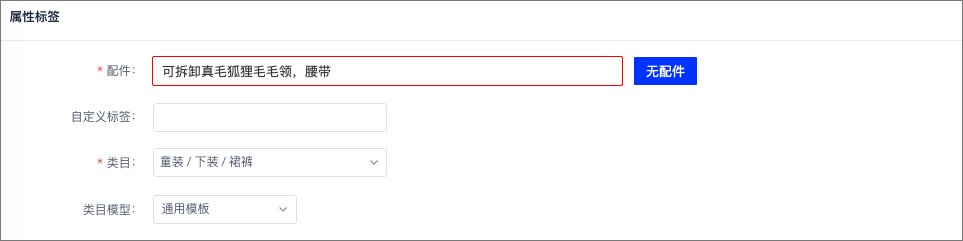 属性标签
* 配件： 可拆卸真毛狐狸毛毛领，腰带 无配件
自定义标签：
* 类目： 童装 / 下装 / 裙裤
类目模型： 通用模板